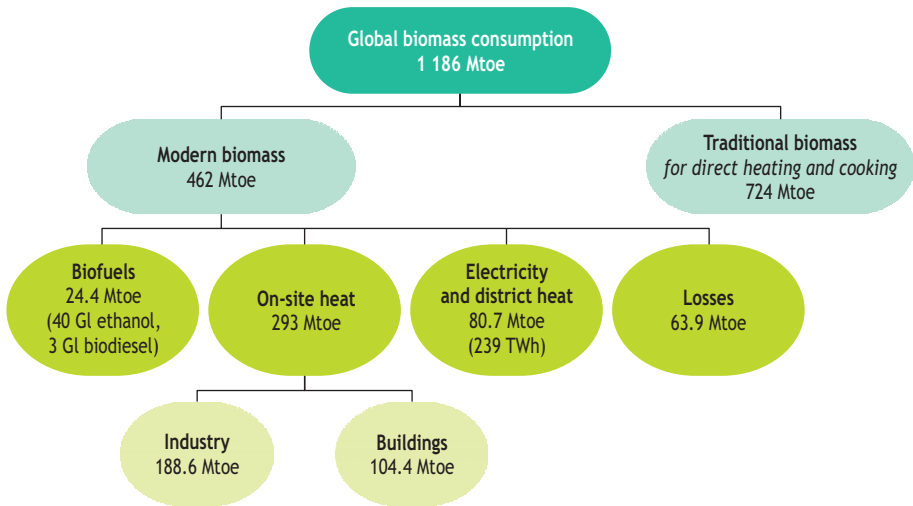 Global biomass consumption
1 186 Mtoe
Modern biomass
462 Mtoe
Traditional biomass
for direct heating and cooking
724 Mtoe
Biofuels
24.4 Mtoe
(40 Gl ethanol,
3 Gl biodiesel)
On-site heat
293 Mtoe
Electricity
and district heat
80.7 Mtoe
(239 TWh)
Losses
63.9 Mtoe
Industry
188.6 Mtoe
Buildings
104.4 Mtoe